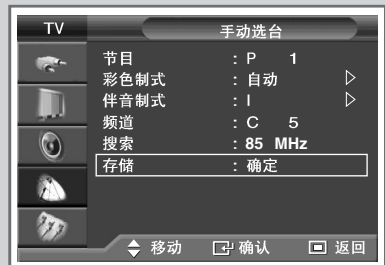 TV 手动选台
节目 : P 1
彩色制式 : 自动
伴音制式 : I
频道 : C 5
搜索 : 85 MHz
存储 : 确定
移动 确认 返回